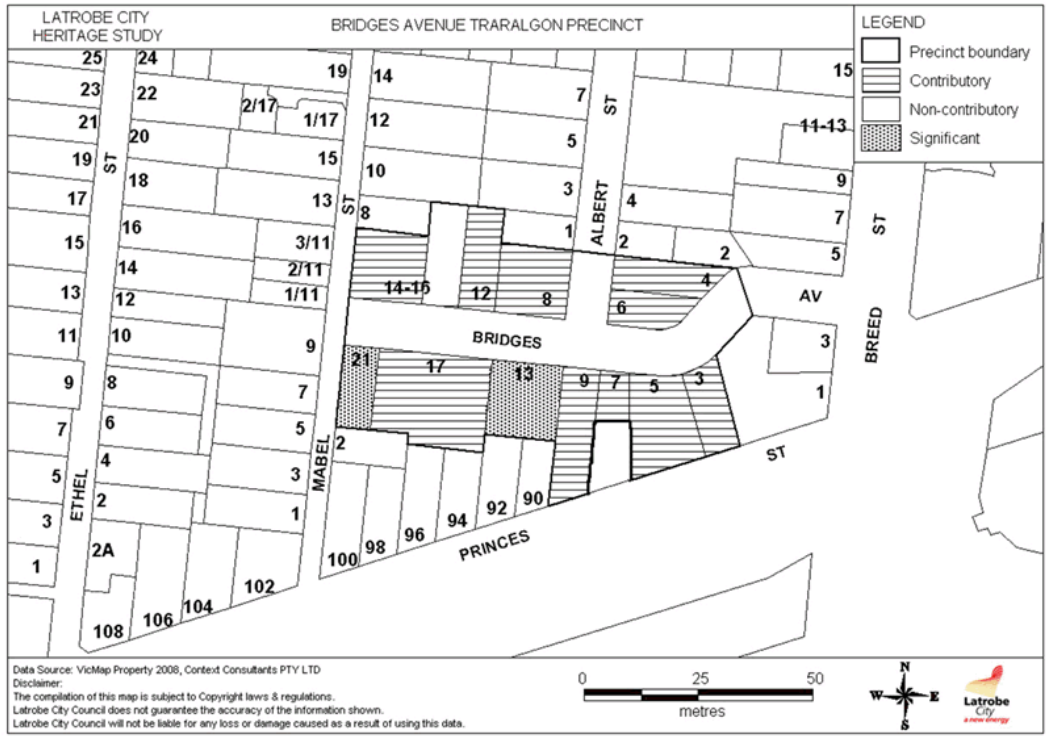 LATROBE CITY
HERITAGE STUDY
BRIDGES AVENUE TRARALGON PRECINCT
LEGEND
Precinct boundary
Contributory
Non-contributory
Significant
25
24
19
14
15
23
22
2/17
1/17
7
ST
11-13
21
20
12
5
19
ST
15
10
3
9
17
18
13
ST
8
1
ALBERT
4
7
ST
15
16
3/11
2
2
5
14
2/11
14-16
12
8
4
AV
13
12
1/11
6
11
10
9
BRIDGES
BREED
3
9
8
7
21
17
13
9
7
5
3
1
7
6
5
MABEL
2
ST
5
4
3
ETHEL
2
1
90
92
94
96
98
100
PRINCES
3
2A
1
102
104
106
108
Data Source: VicMap Property 2008, Context Consultants PTY LTD
Disclaimer:
The compilation of this map is subject to Copyright laws & regulations.
Latrobe City Council does not guarantee the accuracy of the information shown.
Latrobe City Council will not be liable for any loss or damage caused as a result of using this data.
0
25
50
metres
N
W
E
S
Latrobe
City
a new energy